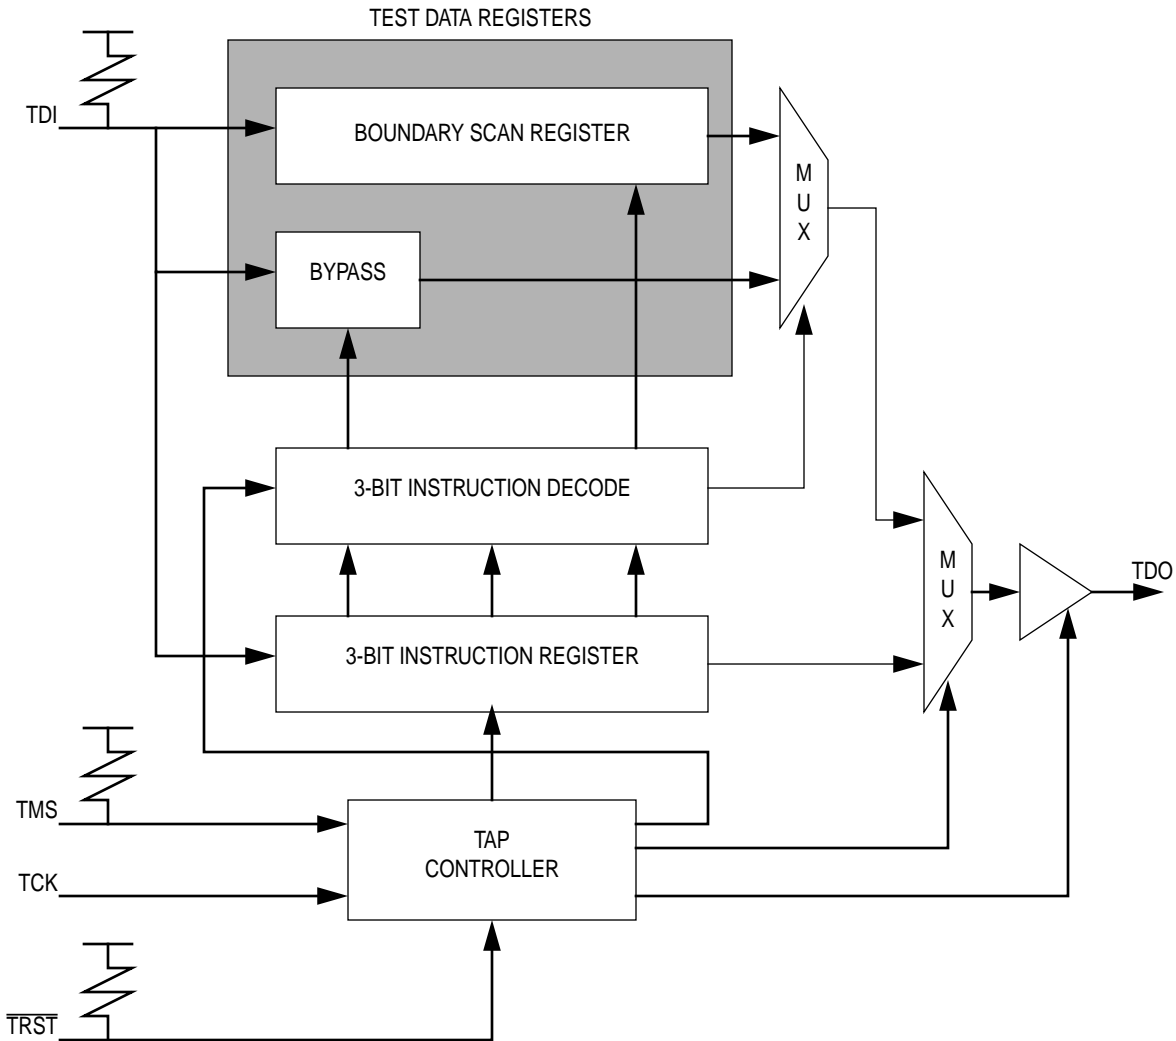 TEST DATA REGISTERS
TDI
BOUNDARY SCAN REGISTER
M
U
X
BYPASS
3-BIT INSTRUCTION DECODE
M
U
X
TDO
3-BIT INSTRUCTION REGISTER
TMS
TAP
CONTROLLER
TCK
TRST